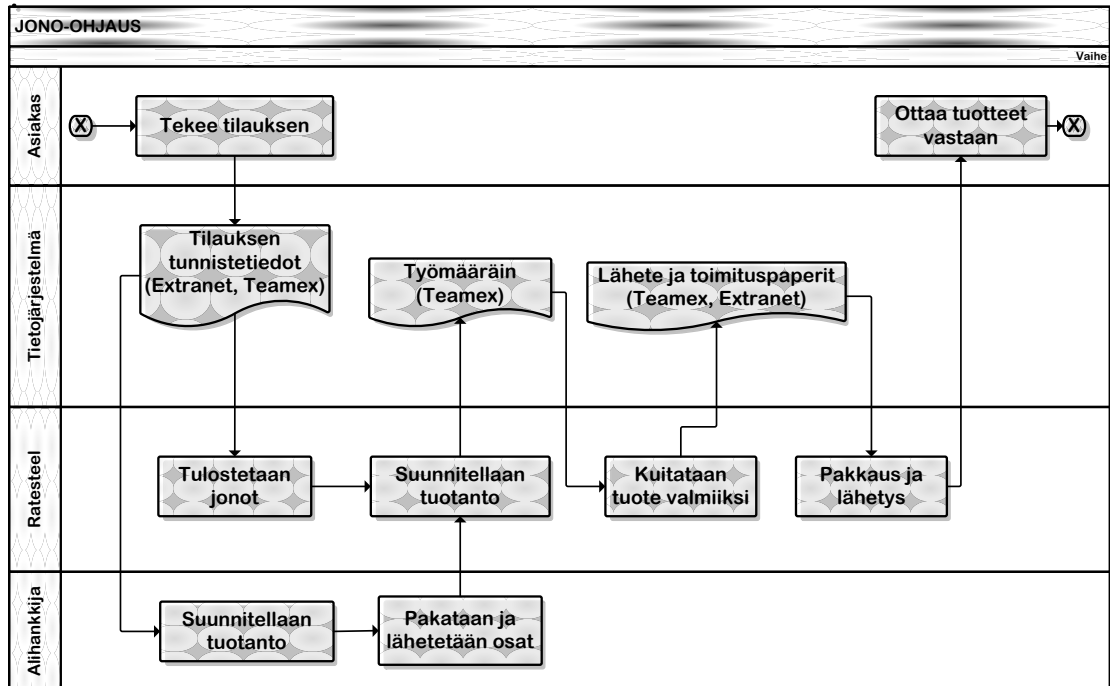 JONO-OHJAUS
Vaihe
Asiakas
X
Tekee tilauksen
Ottaa tuotteet
vastaan
X
Tietojärjestelmä
Tilauksen
tunnistetiedot
(Extranet, Teamex)
Työmääräin
(Teamex)
Lähete ja toimituspaperit
(Teamex, Extranet)
Ratesteel
Tulostetaan
jonot
Suunnitellaan
tuotanto
Kuitataan
tuote valmiiksi
Pakkaus ja
lähetys
Alihankkija
Suunnitellaan
tuotanto
Pakataan ja
lähetetään osat